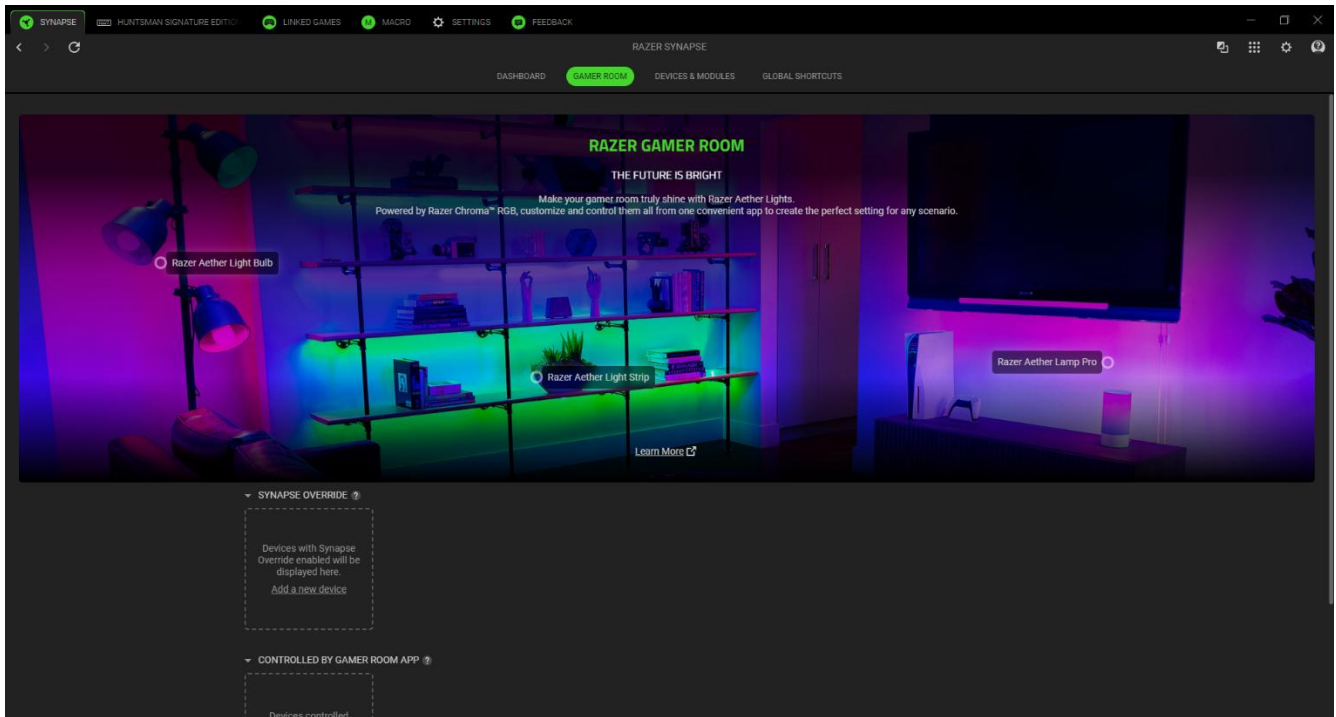 SYNAPSE
HUNTSMAN SIGNATURE EDITION
LINKED GAMES
MACRO
SETTINGS
FEEDBACK
RAZER SYNAPSE
DASHBOARD
GAMER ROOM
DEVICES & MODULES
GLOBAL SHORTCUTS
RAZER GAMER ROOM
THE FUTURE IS BRIGHT
Make your gamer room truly shine with Razer Aether Lights.
Powered by Razer Chroma™ RGB, customize and control them all from one convenient app to create the perfect setting for any scenario.
Razer Aether Light Bulb
Razer Aether Light Strip
Razer Aether Lamp Pro
Learn More
SYNAPSE OVERRIDE ?
Devices with Synapse
Override enabled will be
displayed here.
Add a new device
CONTROLLED BY GAMER ROOM APP ?
Devices controlled